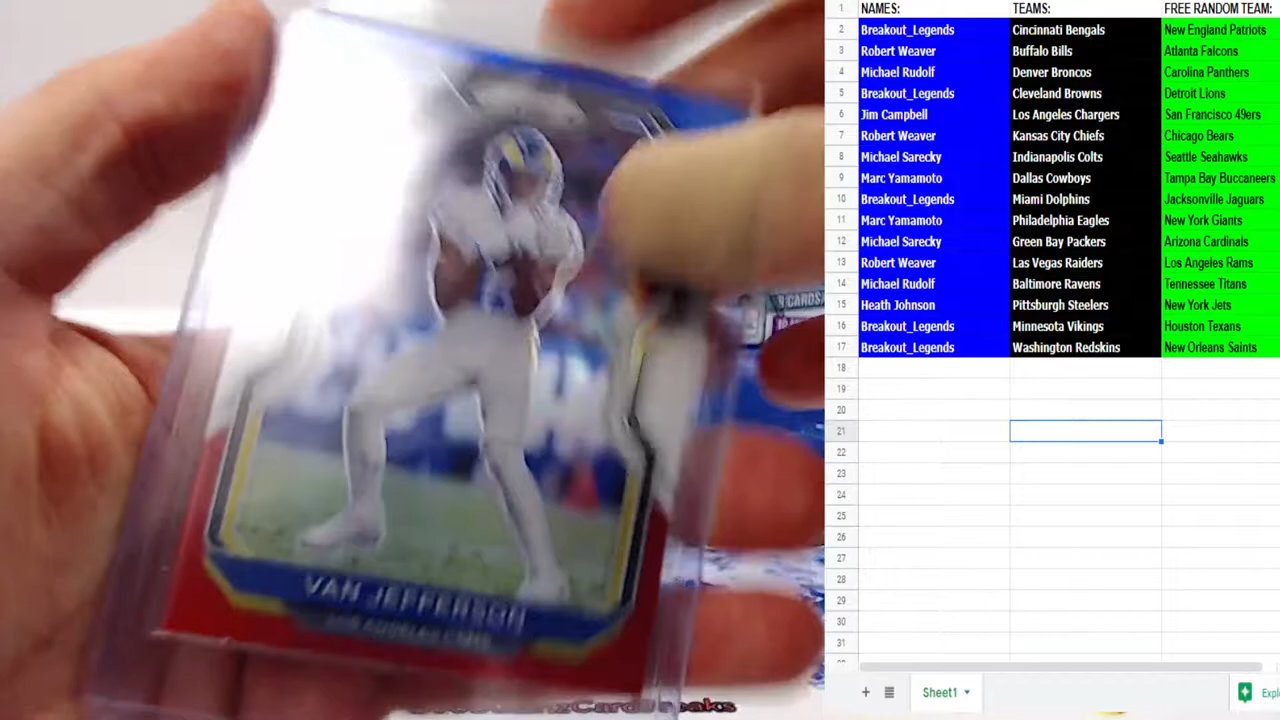 1 NAMES: TEAMS: FREE RANDOM TEAM:
2 Breakout_Legends Cincinnati Bengals New England Patriots
3 Robert Weaver Buffalo Bills Atlanta Falcons
4 Michael Rudolf Denver Broncos Carolina Panthers
5 Breakout_Legends Cleveland Browns Detroit Lions
6 Jim Campbell Los Angeles Chargers San Francisco 49ers
7 Robert Weaver Kansas City Chiefs Chicago Bears
8 Michael Sarecky Indianapolis Colts Seattle Seahawks
9 Marc Yamamoto Dallas Cowboys Tampa Bay Buccaneers
10 Breakout_Legends Miami Dolphins Jacksonville Jaguars
11 Marc Yamamoto Philadelphia Eagles New York Giants
12 Michael Sarecky Green Bay Packers Arizona Cardinals
13 Robert Weaver Las Vegas Raiders Los Angeles Rams
14 Michael Rudolf Baltimore Ravens Tennessee Titans
15 Heath Johnson Pittsburgh Steelers New York Jets
16 Breakout_Legends Minnesota Vikings Houston Texans
17 Breakout_Legends Washington Redskins New Orleans Saints
18
19
20
21
22
23
24
25
26
27
28
29
30
31
Sheet1
Expl
VAN JEFFERSON
LOS ANGELES RAMS